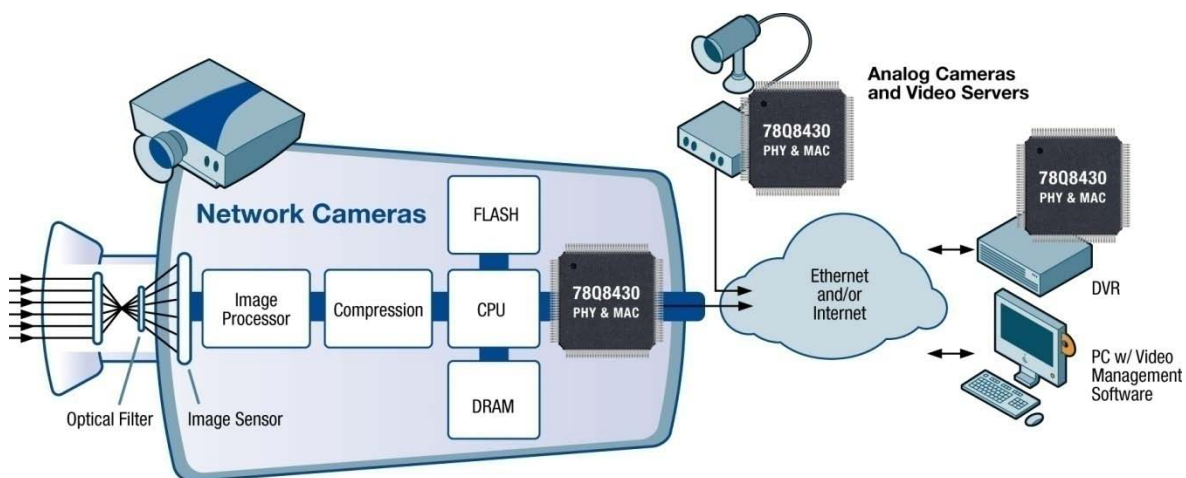 Analog Cameras
and Video Servers
78Q8430
PHY & MAC
78Q8430
PHY & MAC
Network Cameras
FLASH
Image
Processor
Compression
CPU
78Q8430
PHY & MAC
DRAM
Optical Filter
Image Sensor
Ethernet
and/or
Internet
DVR
PC w/ Video
Management
Software